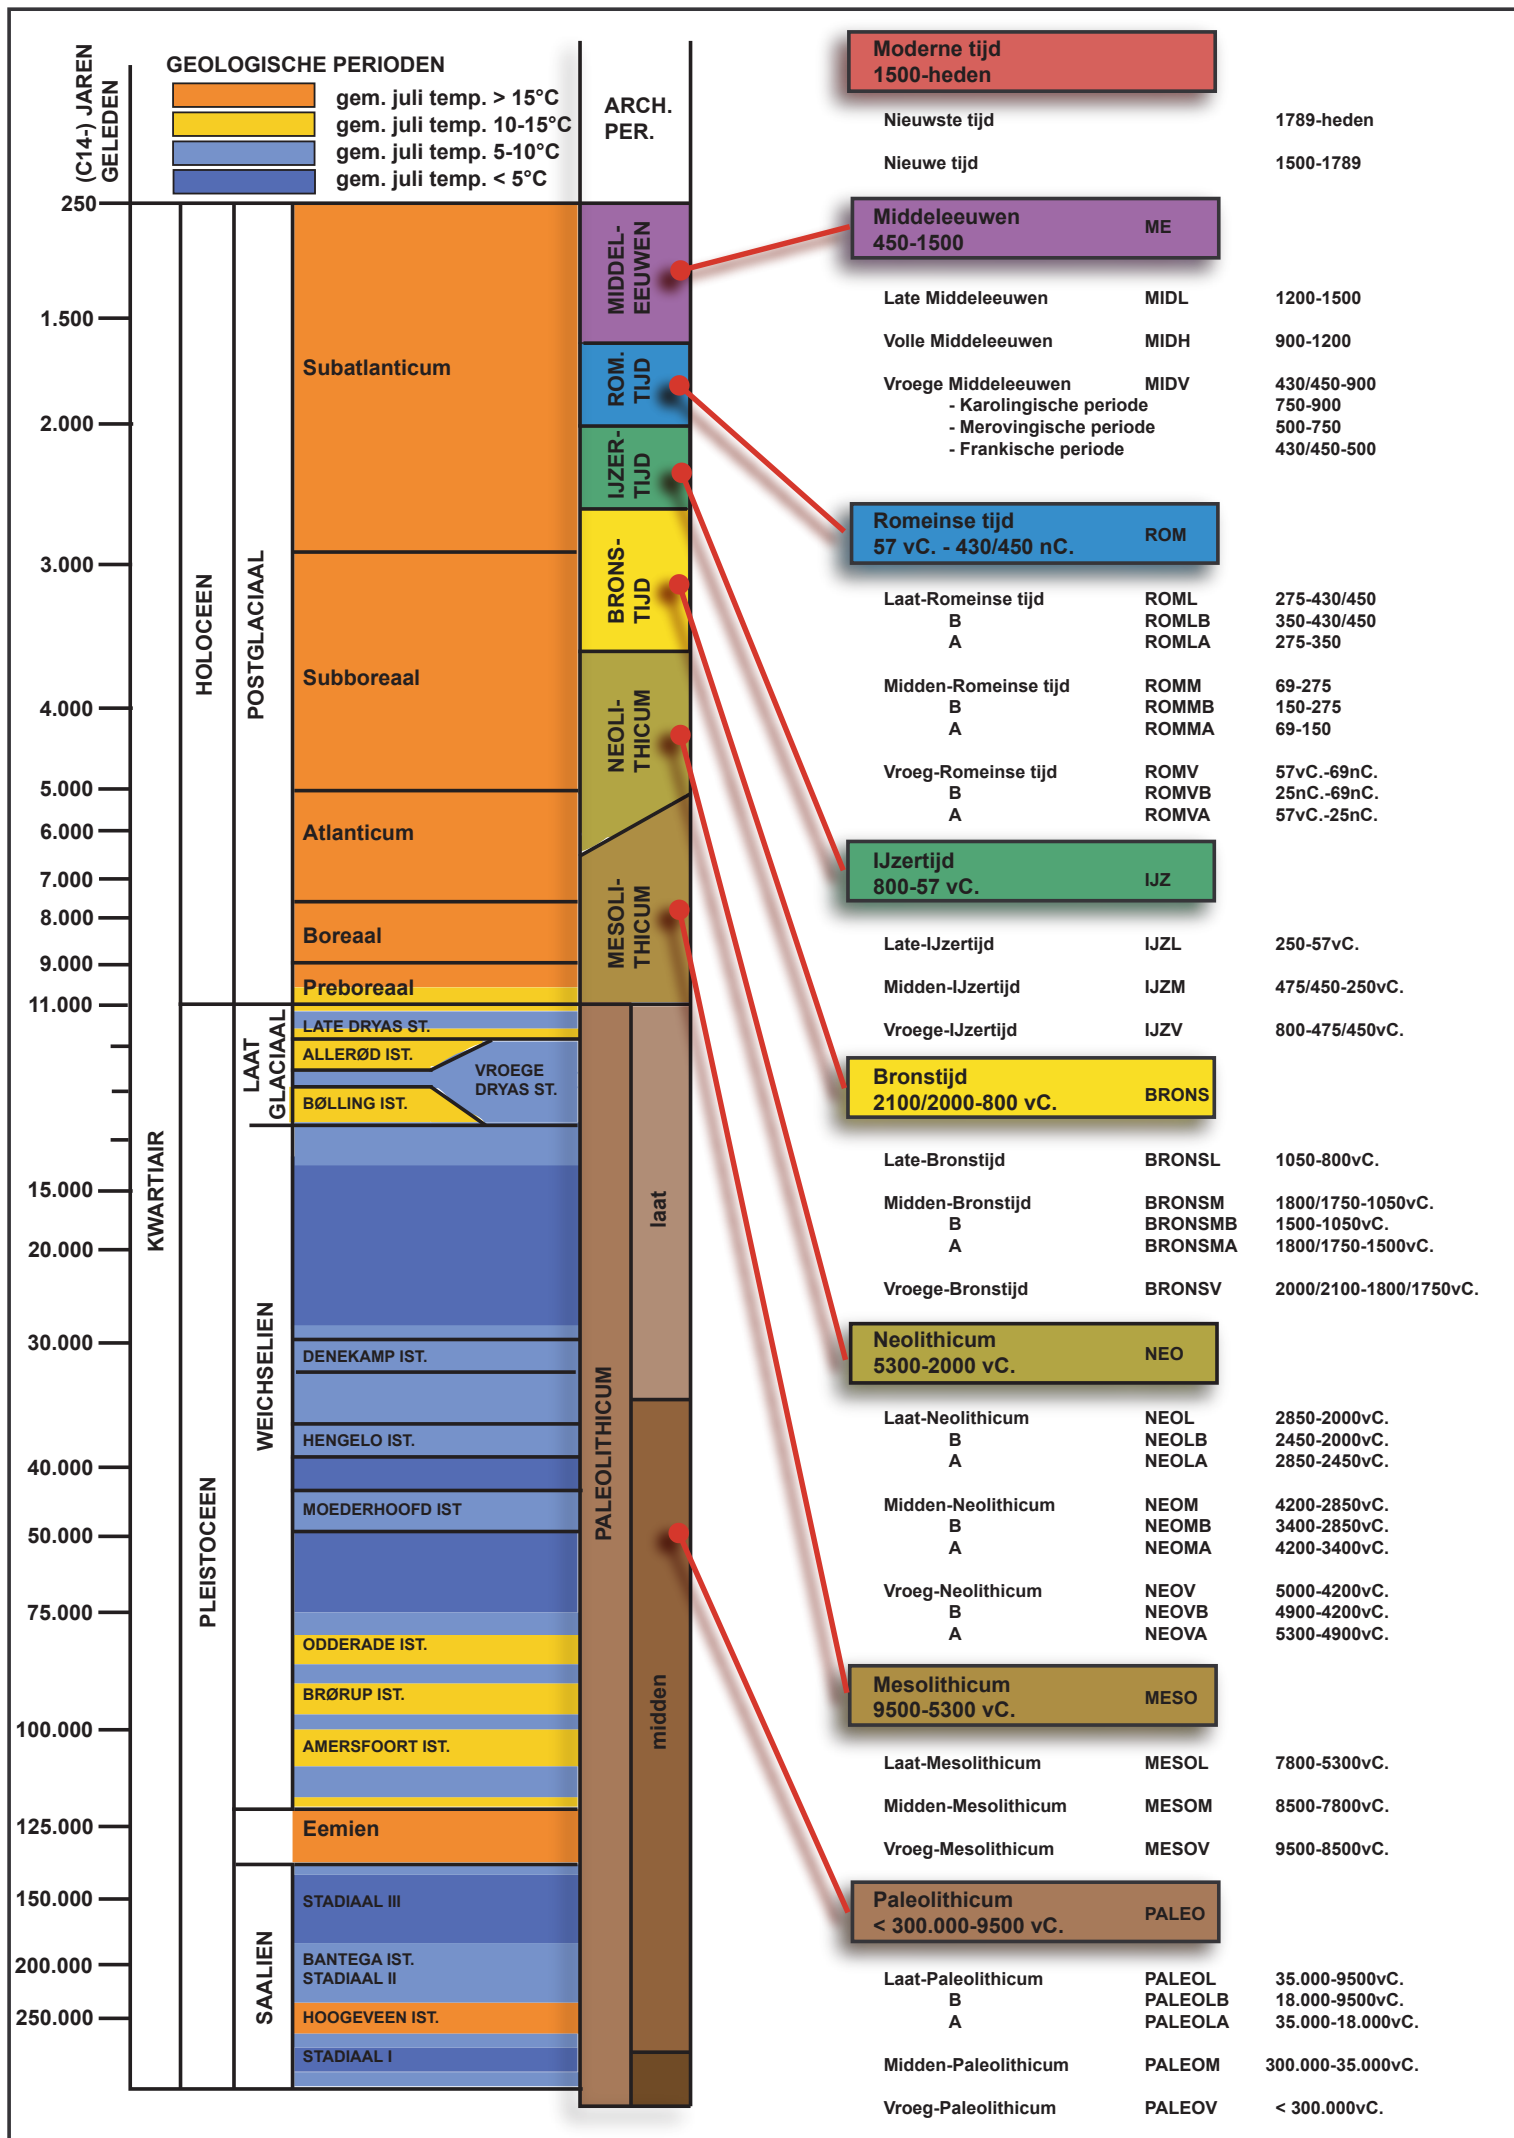 (C14-) JAREN
GELEDEN
GEOLOGISCHE PERIODEN
gem. juli temp. > 15°C
gem. juli temp. 10-15°C
gem. juli temp. 5-10°C
gem. juli temp. < 5°C
ARCH.
PER.
250
1.500
2.000
3.000
4.000
5.000
6.000
7.000
8.000
9.000
11.000
15.000
20.000
30.000
40.000
50.000
75.000
100.000
125.000
150.000
200.000
250.000
KWARTIAIR
HOLOCEEN
PLEISTOCEEN
POSTGLACIAAL
LAAT
GLACIAAL
WEICHSELIEN
SAALIEN
Subatlanticum
Subboreaal
Atlanticum
Boreaal
Preboreaal
LATE DRYAS ST.
ALLERØD IST.
VROEGE
DRYAS ST.
BØLLING IST.
DENEKAMP IST.
HENGELO IST.
MOEDERHOOFD IST
ODDERADE IST.
BRØRUP IST.
AMERSFOORT IST.
Eemien
STADIAAL III
BANTEGA IST.
STADIAAL II
HOOGEVEEN IST.
STADIAAL I
MIDDEL-
EEUWEN
ROM.
TIJD
IJZER-
TIJD
BRONS-
TIJD
NEOLI-
THICUM
MESOLI-
THICUM
PALEOLITHICUM
laat
midden
Moderne tijd
1500-heden
Nieuwste tijd 1789-heden
Nieuwe tijd 1500-1789
Middeleeuwen ME
450-1500
Late Middeleeuwen MIDL 1200-1500
Volle Middeleeuwen MIDH 900-1200
Vroege Middeleeuwen MIDV 430/450-900
- Karolingische periode 750-900
- Merovingische periode 500-750
- Frankische periode 430/450-500
Romeinse tijd ROM
57 vC. - 430/450 nC.
Laat-Romeinse tijd ROML 275-430/450
B ROMLB 350-430/450
A ROMLA 275-350
Midden-Romeinse tijd ROMM 69-275
B ROMMB 150-275
A ROMMA 69-150
Vroeg-Romeinse tijd ROMV 57vC.-69nC.
B ROMVB 25nC.-69nC.
A ROMVA 57vC.-25nC.
IJzertijd IJZ
800-57 vC.
Late-IJzertijd IJZL 250-57vC.
Midden-IJzertijd IJZM 475/450-250vC.
Vroege-IJzertijd IJZV 800-475/450vC.
Bronstijd BRONS
2100/2000-800 vC.
Late-Bronstijd BRONSL 1050-800vC.
Midden-Bronstijd BRONSM 1800/1750-1050vC.
B BRONSMB 1500-1050vC.
A BRONSMA 1800/1750-1500vC.
Vroege-Bronstijd BRONSV 2000/2100-1800/1750vC.
Neolithicum NEO
5300-2000 vC.
Laat-Neolithicum NEOL 2850-2000vC.
B NEOLB 2450-2000vC.
A NEOLA 2850-2450vC.
Midden-Neolithicum NEOM 4200-2850vC.
B NEOMB 3400-2850vC.
A NEOMA 4200-3400vC.
Vroeg-Neolithicum NEOV 5000-4200vC.
B NEOVB 4900-4200vC.
A NEOVA 5300-4900vC.
Mesolithicum MESO
9500-5300 vC.
Laat-Mesolithicum MESOL 7800-5300vC.
Midden-Mesolithicum MESOM 8500-7800vC.
Vroeg-Mesolithicum MESOV 9500-8500vC.
Paleolithicum PALEO
< 300.000-9500 vC.
Laat-Paleolithicum PALEOL 35.000-9500vC.
B PALEOLB 18.000-9500vC.
A PALEOLA 35.000-18.000vC.
Midden-Paleolithicum PALEOM 300.000-35.000vC.
Vroeg-Paleolithicum PALEOV < 300.000vC.